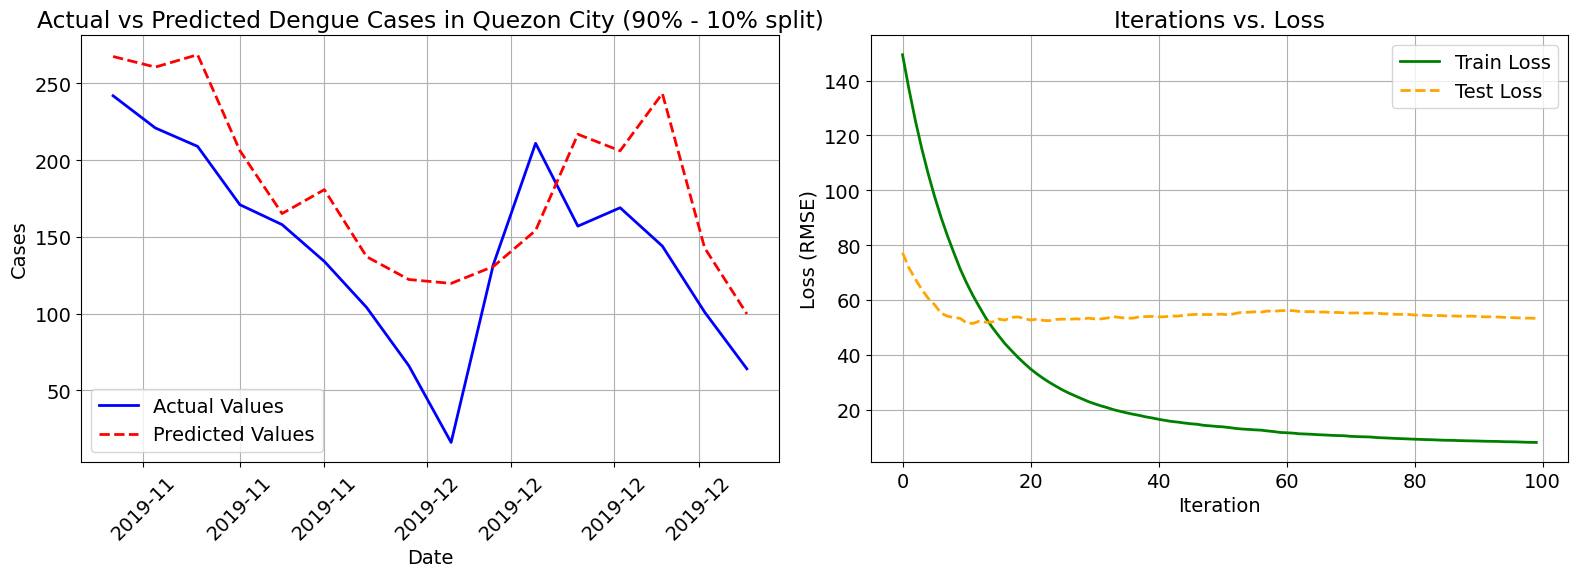 Actual vs Predicted Dengue Cases in Quezon City (90% - 10% split)
250
200
150
100
50
Cases
Actual Values
Predicted Values
2019-11
2019-11
2019-11
2019-12
2019-12
2019-12
2019-12
Date
Iterations vs. Loss
140
120
100
80
60
40
20
Loss (RMSE)
Train Loss
Test Loss
0
20
40
60
80
100
Iteration